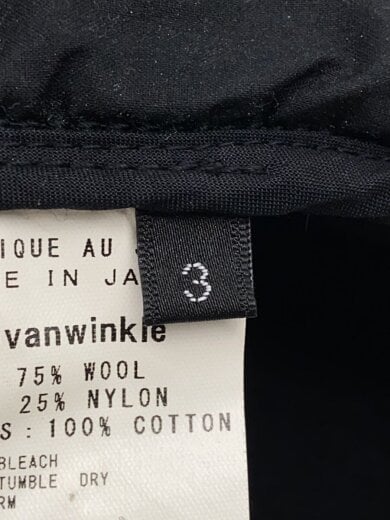 IQUE AU
E IN JA
3
vanwinkle
75% WOOL
25% NYLON
S : 100% COTTON
BLEACH
TUMBLE DRY
RM